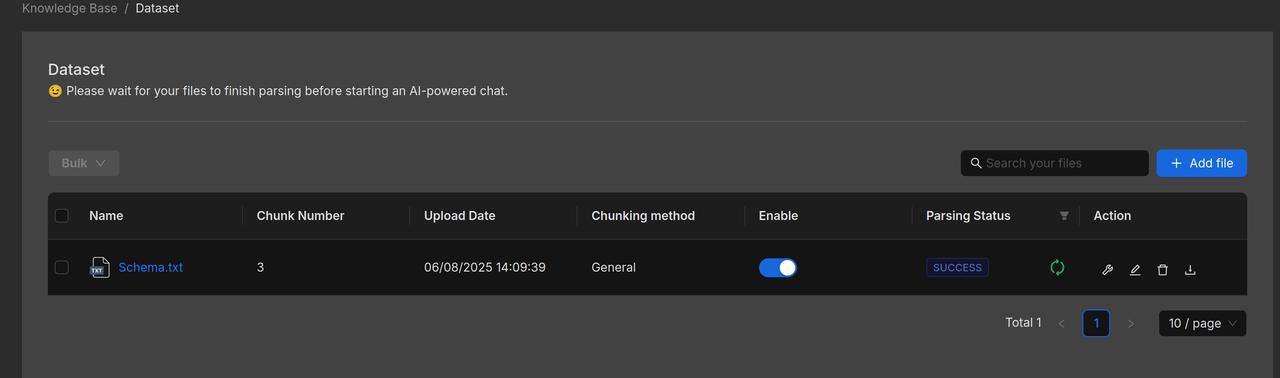 Knowledge Base / Dataset
Dataset
😉 Please wait for your files to finish parsing before starting an AI-powered chat.
Bulk
Search your files
+ Add file
Name Chunk Number Upload Date Chunking method Enable Parsing Status Action
TXT Schema.txt 3 06/08/2025 14:09:39 General SUCCESS
Total 1 < 1 > 10 / page